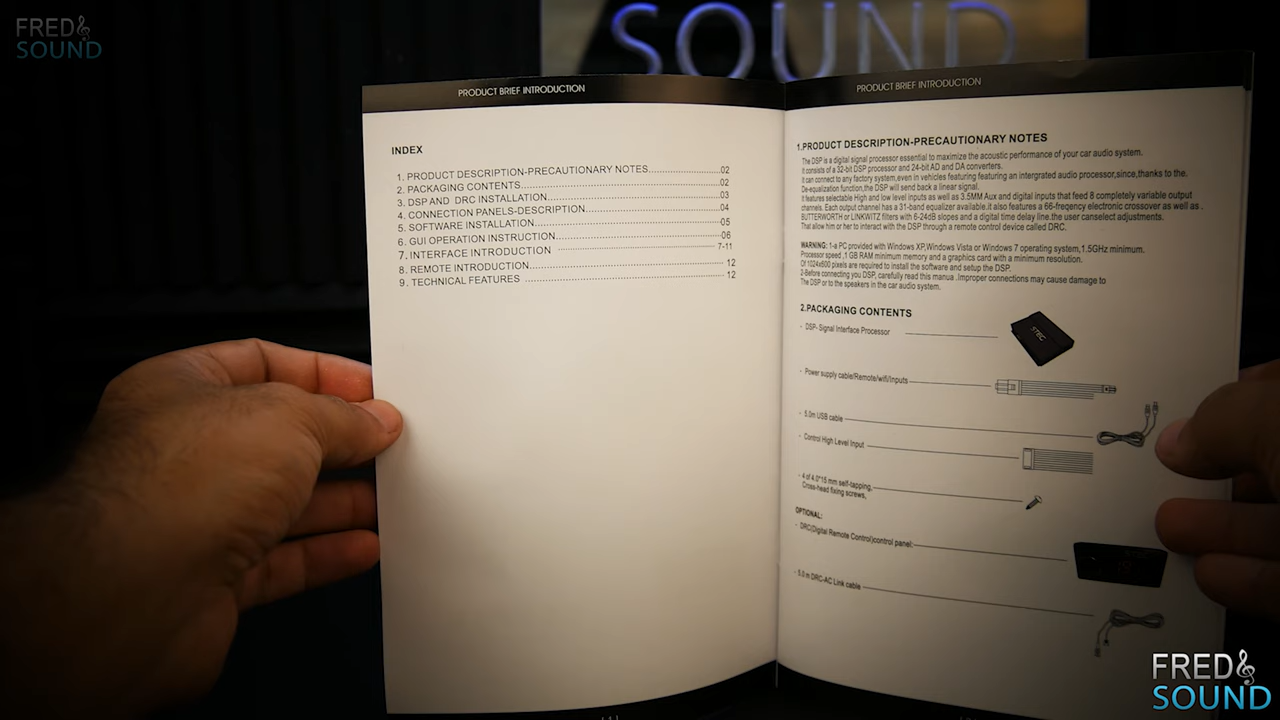 FRED
SOUND
SOUND
PRODUCT BRIEF INTRODUCTION
INDEX
1. PRODUCT DESCRIPTION-PRECAUTIONARY NOTES..............................02
2. PACKAGING CONTENTS..............................02
3. DSP AND DRC INSTALLATION..............................03
4. CONNECTION PANELS-DESCRIPTION..............................04
5. SOFTWARE INSTALLATION..............................05
6. GUI OPERATION INSTRUCTION..............................06
7. INTERFACE INTRODUCTION .............................. 7-11
8. REMOTE INTRODUCTION.............................. 12
9. TECHNICAL FEATURES .............................. 12
PRODUCT BRIEF INTRODUCTION
1.PRODUCT DESCRIPTION-PRECAUTIONARY NOTES
The DSP is a digital signal processor essential to maximize the acoustic performance of your car audio system.
it consists of a 32-bit DSP processor and 24-bit AD and DA converters.
it can connect to any factory system,even in vehicles featuring featuring an intergrated audio processor,since,thanks to the.
De-equalization function,the DSP will send back a linear signal.
it features selectable High and low level inputs as well as 3.5MM Aux and digital inputs that feed 8 completely variable output
channels. Each output channel has a 31-band equalizer available.it also features a 66-freqency electronic crossover as well as .
BUTTERWORTH or LINKWITZ filters with 6-24dB slopes and a digital time delay line.the user canselect adjustments.
That allow him or her to interact with the DSP through a remote control device called DRC.
WARNING: 1-a PC provided with Windows XP,Windows Vista or Windows 7 operating system,1.5GHz minimum.
Processor speed ,1 GB RAM minimum memory and a graphics card with a minimum resolution.
Of 1024x600 pixels are required to install the software and setup the DSP.
2-Before connecting you DSP, carefully read this manua .Improper connections may cause damage to
The DSP or to the speakers in the car audio system.
2.PACKAGING CONTENTS
- DSP- Signal Interface Processor
STEG
- Power supply cable/Remote/wifi/Inputs
- 5.0m USB cable
- Control High Level Input
- 4 of 4.0*15 mm self-tapping,
Cross-head fixing screws,
OPTIONAL:
- DRC(Digital Remote Control)control panel:
- 5.0 m DRC-AC Link cable
FRED
SOUND